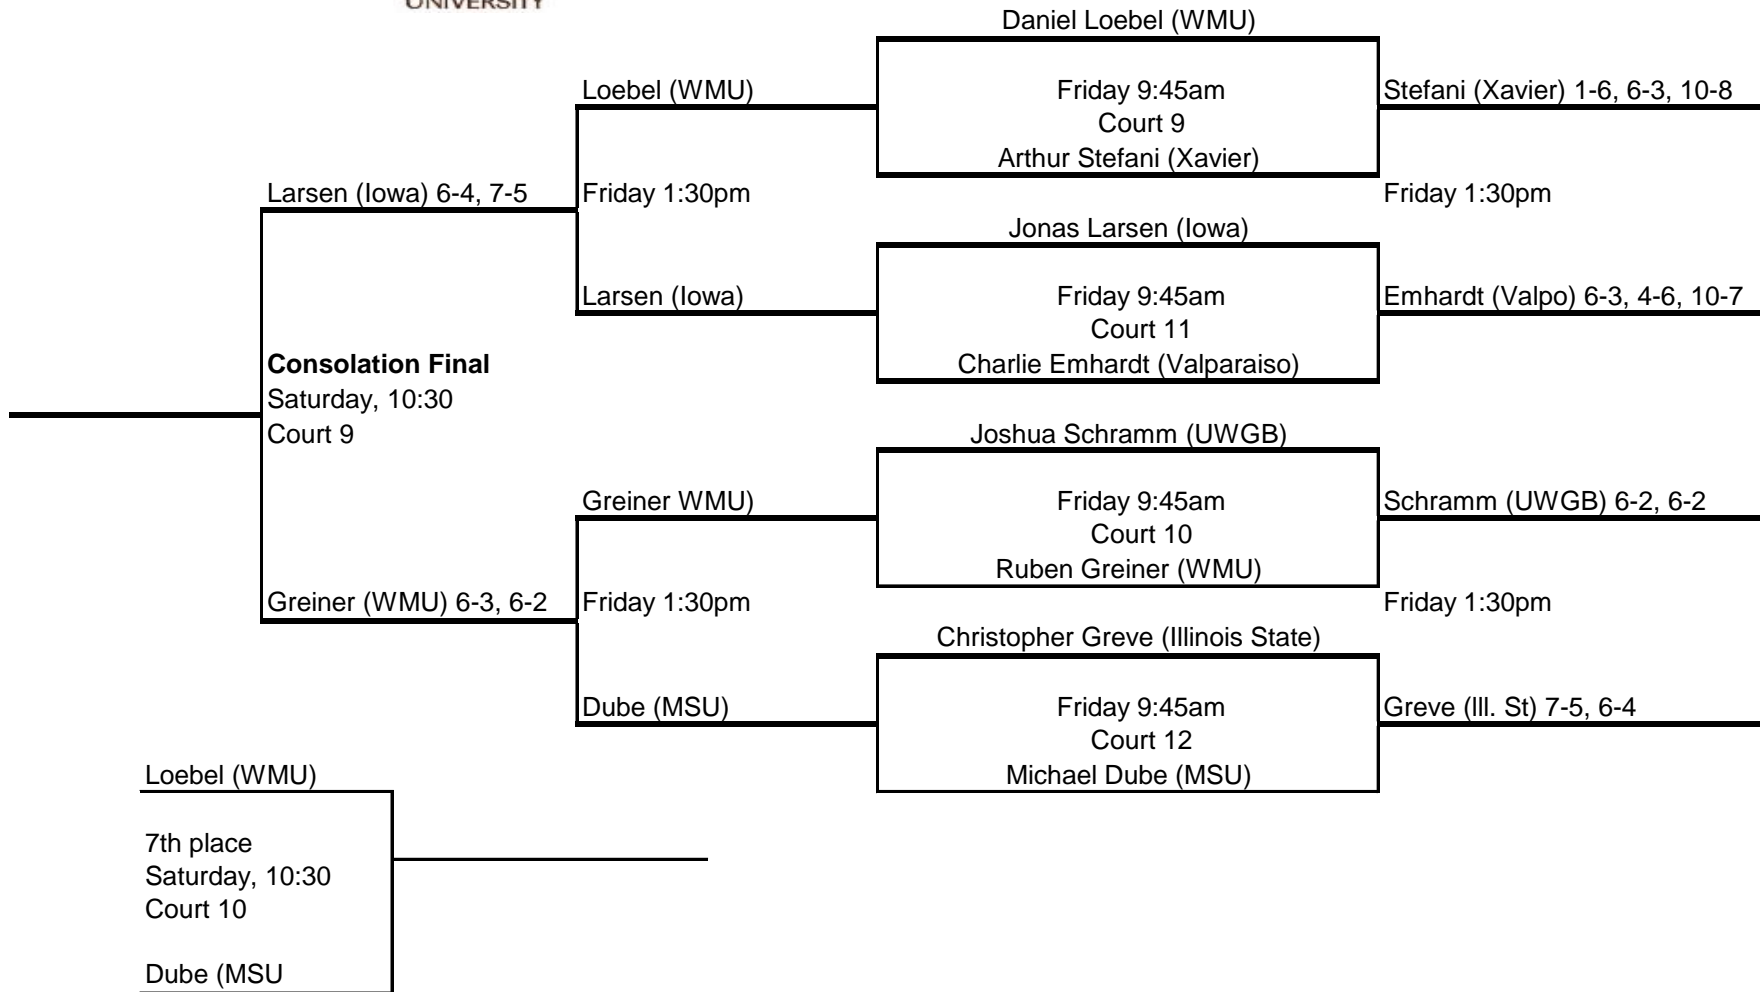 UNIVERSITY
Daniel Loebel (WMU)
Loebel (WMU)
Friday 9:45am
Stefani (Xavier) 1-6, 6-3, 10-8
Court 9
Arthur Stefani (Xavier)
Larsen (Iowa) 6-4, 7-5
Friday 1:30pm
Friday 1:30pm
Jonas Larsen (Iowa)
Larsen (Iowa)
Friday 9:45am
Emhardt (Valpo) 6-3, 4-6, 10-7
Court 11
Consolation Final
Charlie Emhardt (Valparaiso)
Saturday, 10:30
Court 9
Joshua Schramm (UWGB)
Greiner WMU)
Friday 9:45am
Schramm (UWGB) 6-2, 6-2
Court 10
Ruben Greiner (WMU)
Greiner (WMU) 6-3, 6-2
Friday 1:30pm
Friday 1:30pm
Christopher Greve (Illinois State)
Dube (MSU)
Friday 9:45am
Greve (Ill. St) 7-5, 6-4
Court 12
Michael Dube (MSU)
Loebel (WMU)
7th place
Saturday, 10:30
Court 10
Dube (MSU